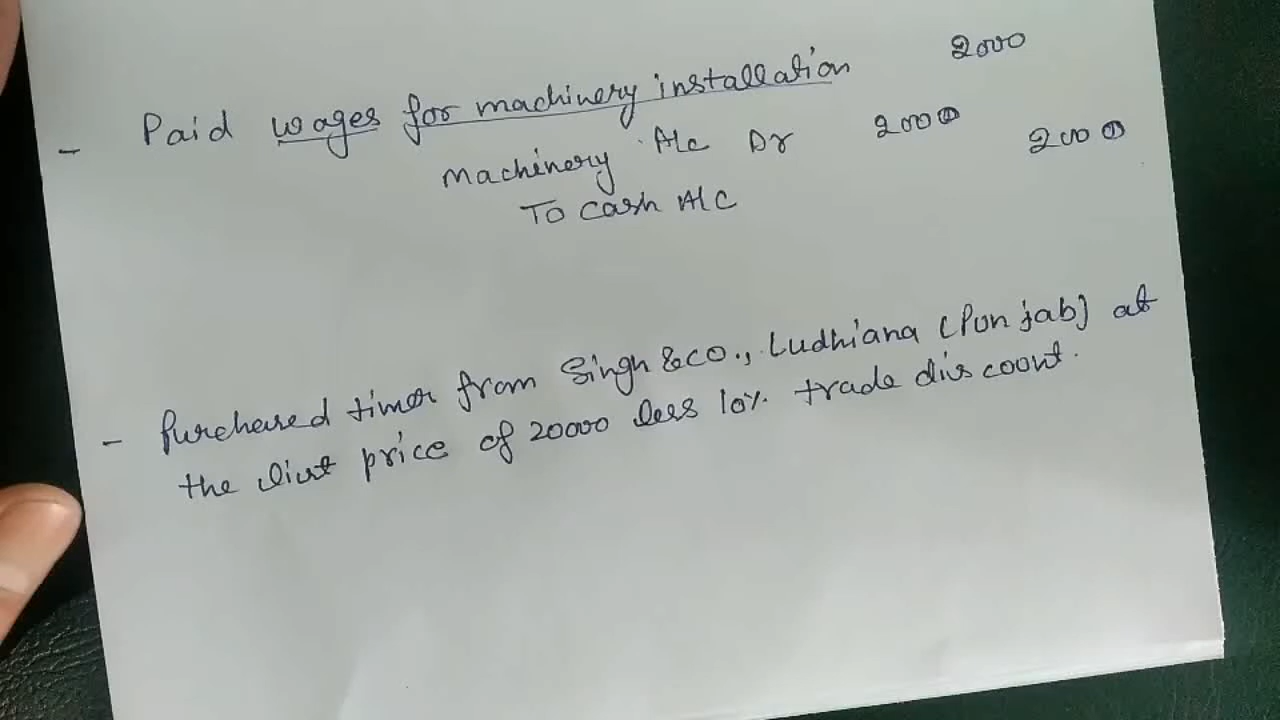 - Paid wages for machinery installation 2000
Machinery A/c Dr 2000
To cash A/C 2000
- Purchased timer from Singh & CO., Ludhiana (Punjab) at
the list price of 20000 less 10% trade discount.